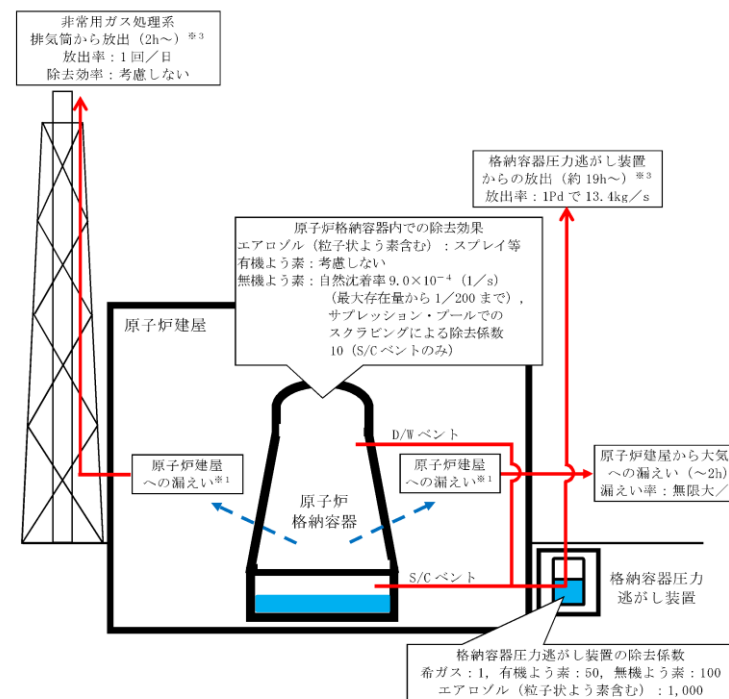 非常用ガス処理系
排気筒から放出（2h～）※3
放出率：1回／日
除去効率：考慮しない
格納容器圧力逃がし装置
からの放出（約19h～）※3
放出率：1Pdで13.4kg／s
原子炉格納容器内での除去効果
エアロゾル（粒子状よう素含む）：スプレイ等
有機よう素：考慮しない
無機よう素：自然沈着率9.0×10⁻⁴（1／s）
（最大存在量から1／200まで），
サプレッション・プールでの
スクラビングによる除去係数
10（S/Cベントのみ）
原子炉建屋
D/Wベント
原子炉建屋
への漏えい※1
原子炉建屋
への漏えい※1
原子炉建屋から大気
への漏えい（～2h）
漏えい率：無限大／
原子炉
格納容器
S/Cベント
格納容器圧力
逃がし装置
格納容器圧力逃がし装置の除去係数
希ガス：1，有機よう素：50，無機よう素：100
エアロゾル（粒子状よう素含む）：1,000